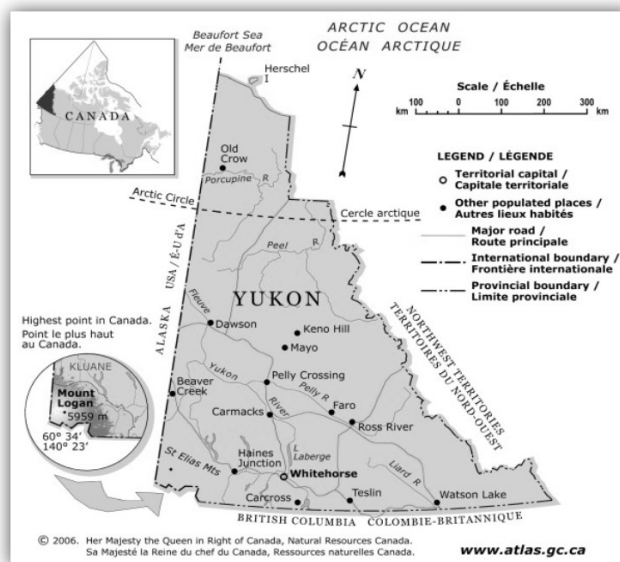 Beaufort Sea
Mer de Beaufort
ARCTIC OCEAN
OCÉAN ARCTIQUE
CANADA
Herschel
I
N
Scale / Échelle
km 100 0 100 200 300 km
Old
Crow
Porcupine R
Arctic Circle
Cercle arctique
LEGEND / LÉGENDE
Territorial capital /
Capitale territoriale
Other populated places /
Autres lieux habités
Major road /
Route principale
International boundary /
Frontière internationale
Provincial boundary /
Limite provinciale
Peel R
ALASKA USA / É-U d'A
YUKON
Fleuve
Dawson
Keno Hill
Mayo
NORTHWEST TERRITORIES
TERRITOIRES DU NORD-OUEST
Highest point in Canada.
Point le plus haut
au Canada.
KLUANE
Mount
Logan
5959 m
60° 34'
140° 23'
Beaver
Creek
Yukon
River
Pelly Crossing
Pelly R
Carmacks
Faro
Ross River
L
Laberge
St Elias Mts
Haines
Junction
Whitehorse
Liard R
Carcross
Teslin
Watson Lake
BRITISH COLUMBIA COLOMBIE-BRITANNIQUE
© 2006. Her Majesty the Queen in Right of Canada, Natural Resources Canada.
Sa Majesté la Reine du chef du Canada, Ressources naturelles Canada.
www.atlas.gc.ca